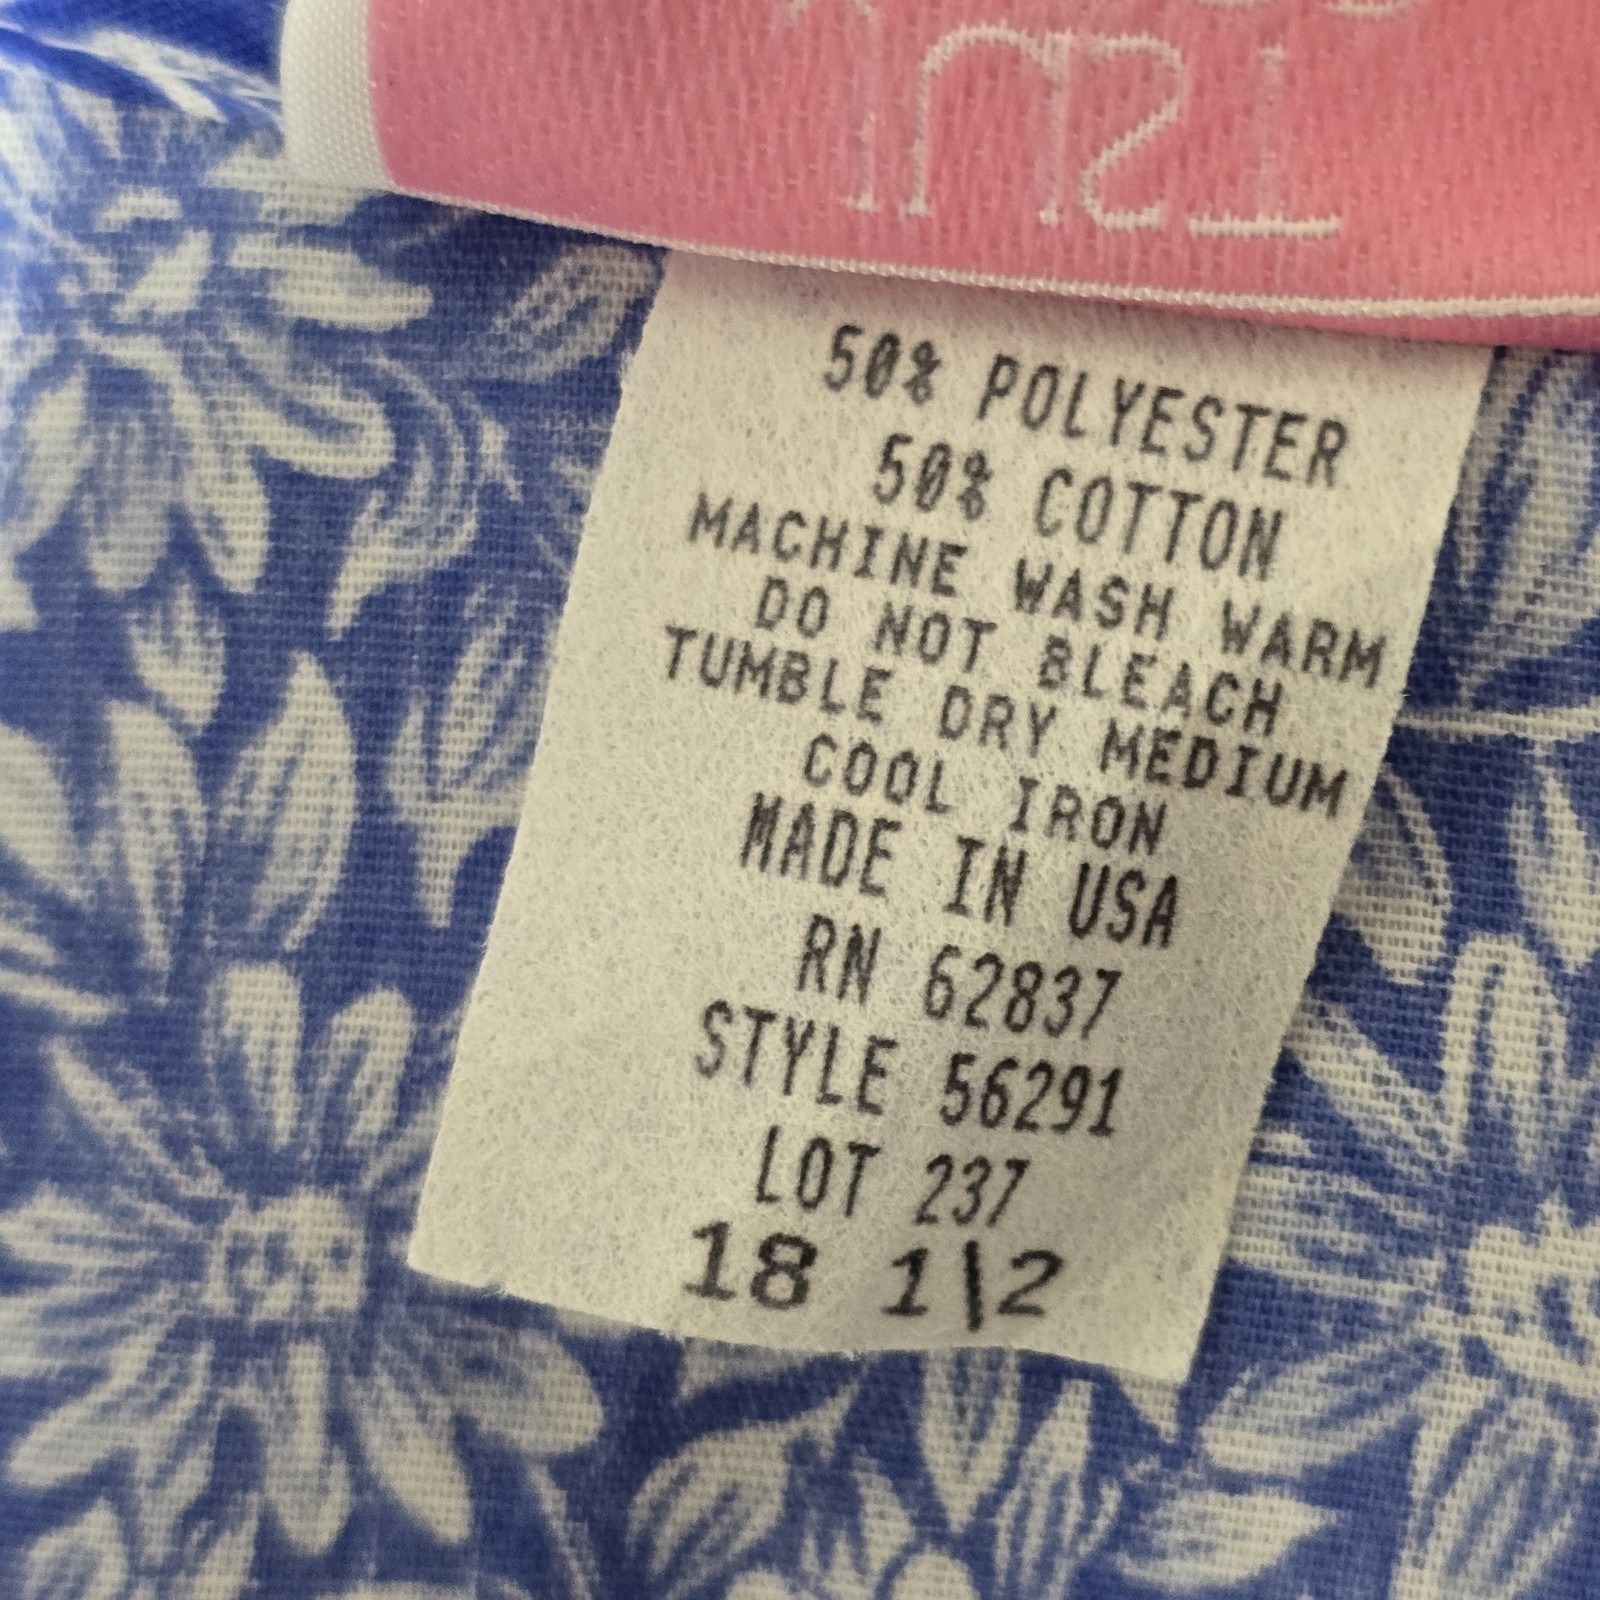 50% POLYESTER
50% COTTON
MACHINE WASH WARM
DO NOT BLEACH
TUMBLE DRY MEDIUM
COOL IRON
MADE IN USA
RN 62837
STYLE 56291
LOT 237
18 1\2